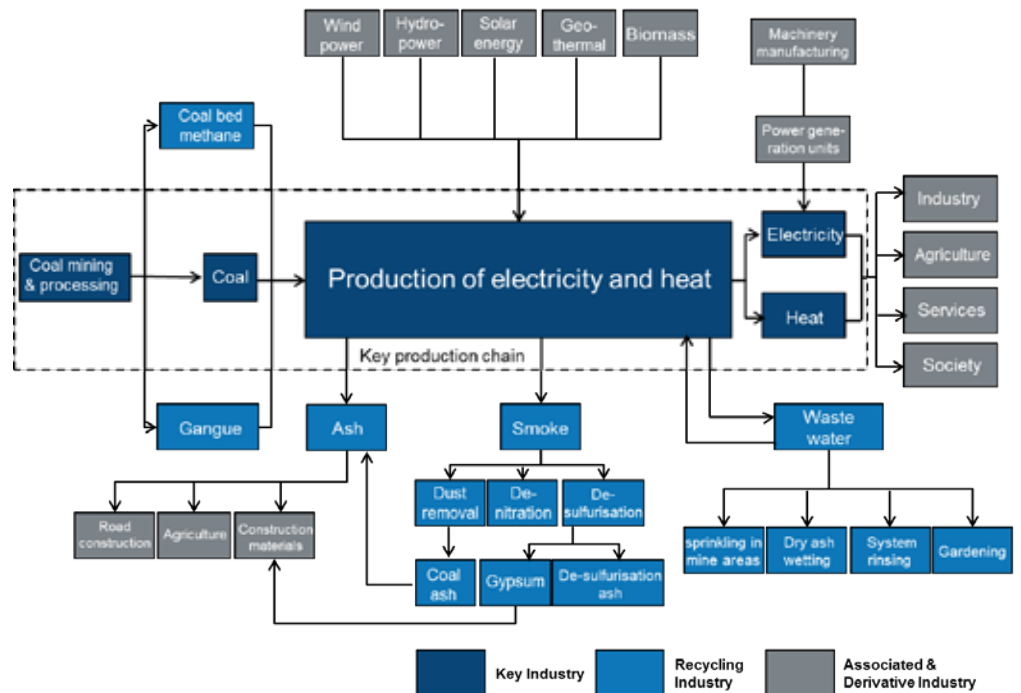 Wind
power
Hydro-
power
Solar
energy
Geo-
thermal
Biomass
Machinery
manufacturing
Coal bed
methane
Power gene-
ration units
Industry
Electricity
Coal mining
& processing
Coal
Production of electricity and heat
Agriculture
Heat
Services
Key production chain
Society
Gangue
Ash
Smoke
Waste
water
Dust
removal
De-
nitration
De-
sulfurisation
Road
construction
Agriculture
Construction
materials
sprinkling in
mine areas
Dry ash
wetting
System
rinsing
Gardening
Coal
ash
Gypsum
De-sulfurisation
ash
Key Industry
Recycling
Industry
Associated &
Derivative Industry